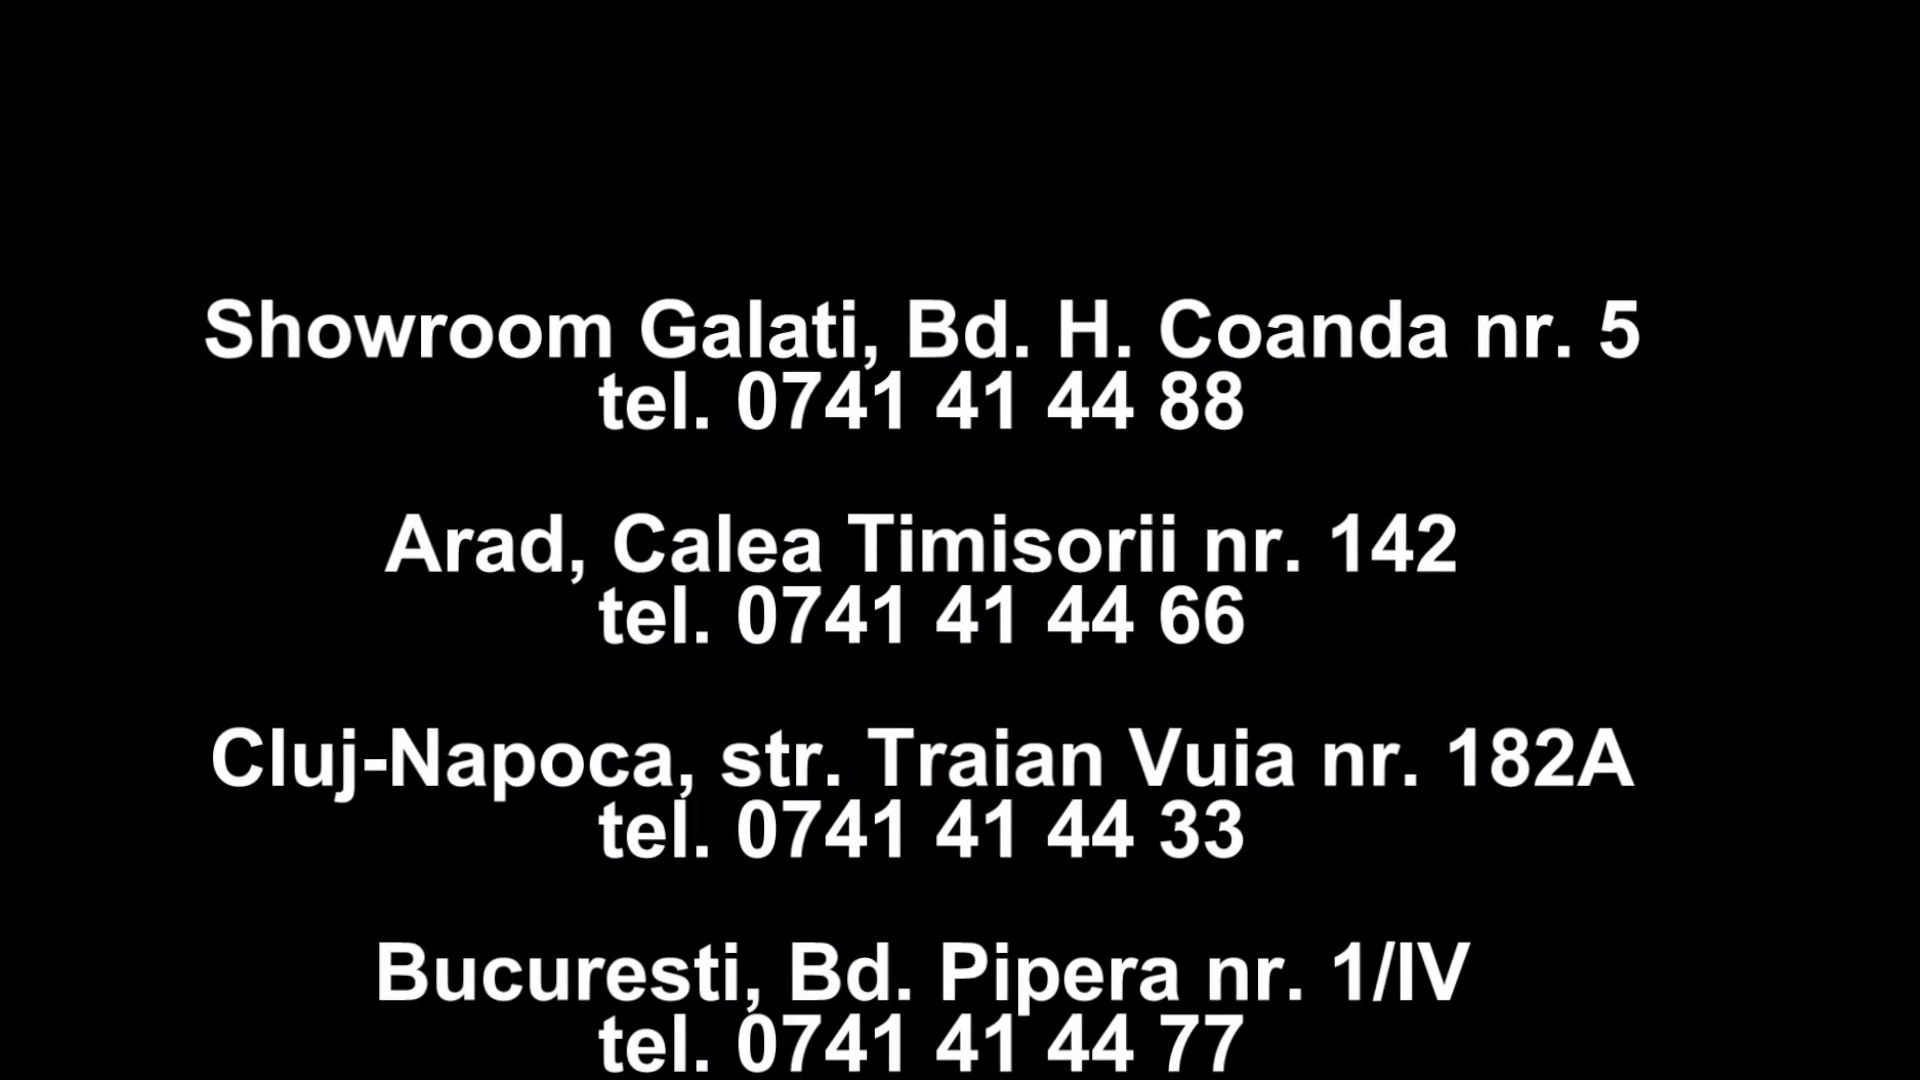 Showroom Galati, Bd. H. Coanda nr. 5
tel. 0741 41 44 88
Arad, Calea Timisorii nr. 142
tel. 0741 41 44 66
Cluj-Napoca, str. Traian Vuia nr. 182A
tel. 0741 41 44 33
Bucuresti, Bd. Pipera nr. 1/IV
tel. 0741 41 44 77